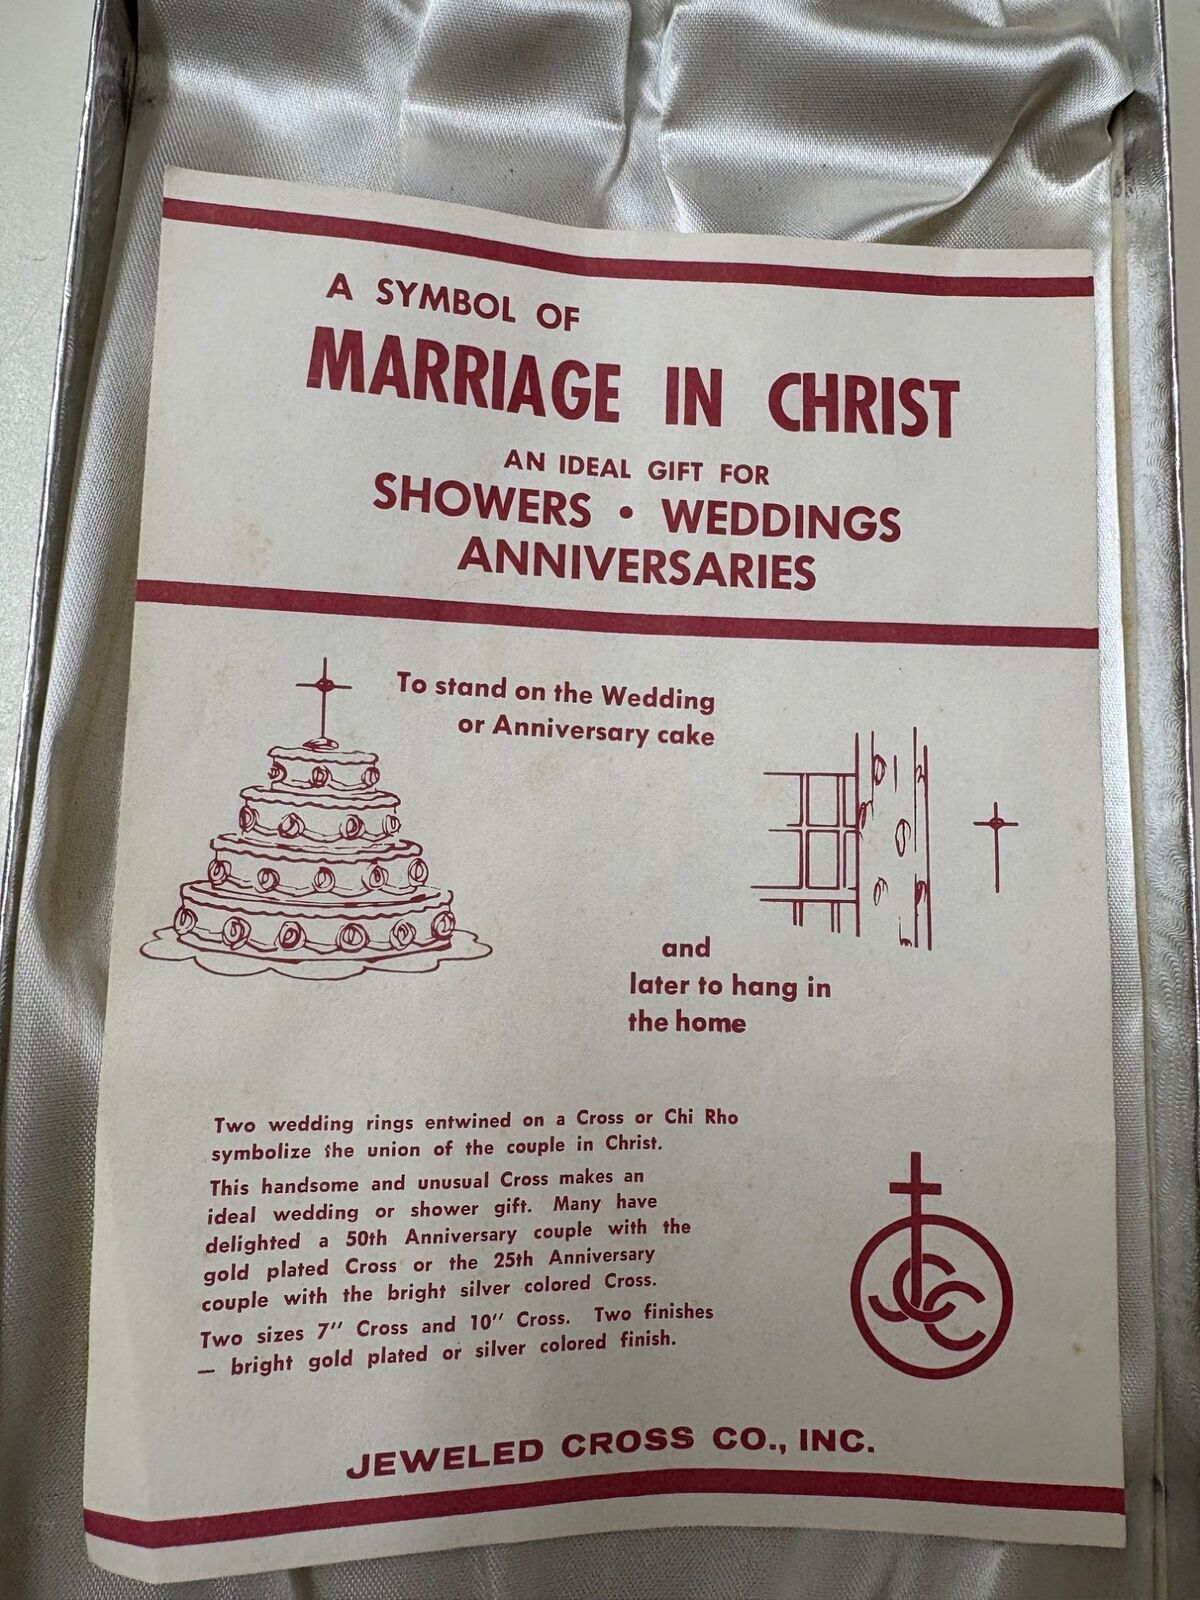 A SYMBOL OF
MARRIAGE IN CHRIST
AN IDEAL GIFT FOR
SHOWERS • WEDDINGS
ANNIVERSARIES
To stand on the Wedding
or Anniversary cake
and
later to hang in
the home
Two wedding rings entwined on a Cross or Chi Rho
symbolize the union of the couple in Christ.
This handsome and unusual Cross makes an
ideal wedding or shower gift. Many have
delighted a 50th Anniversary couple with the
gold plated Cross or the 25th Anniversary
couple with the bright silver colored Cross.
Two sizes 7'' Cross and 10'' Cross. Two finishes
— bright gold plated or silver colored finish.
JCC
JEWELED CROSS CO., INC.